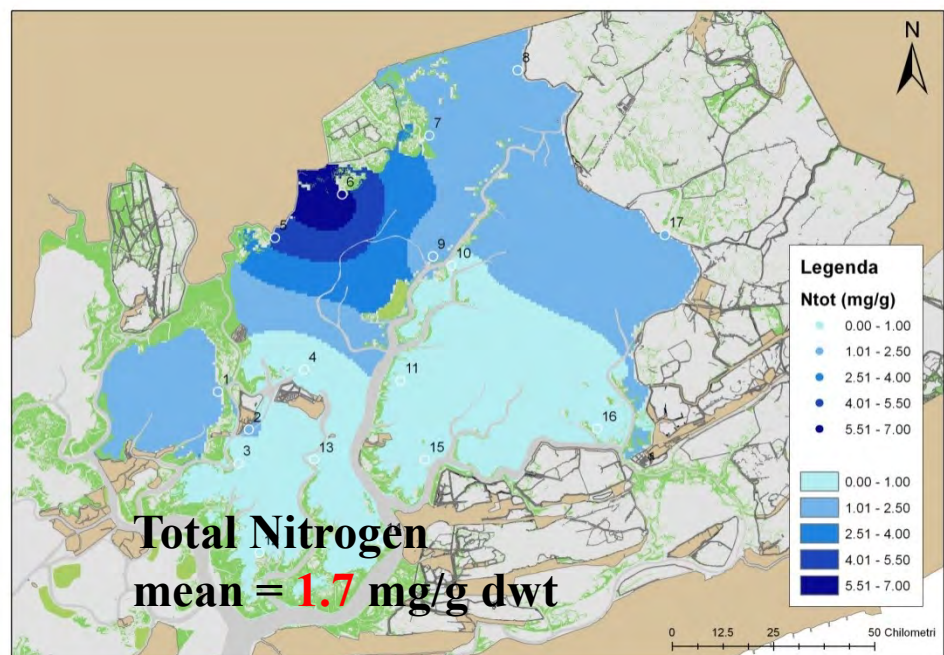 N
8
7
6
5
17
9
10
4
11
1
2
16
3
13
15
Legenda
Ntot (mg/g)
0.00 - 1.00
1.01 - 2.50
2.51 - 4.00
4.01 - 5.50
5.51 - 7.00
0.00 - 1.00
1.01 - 2.50
2.51 - 4.00
4.01 - 5.50
5.51 - 7.00
Total Nitrogen
mean = 1.7 mg/g dwt
0 12.5 25 50 Chilometri